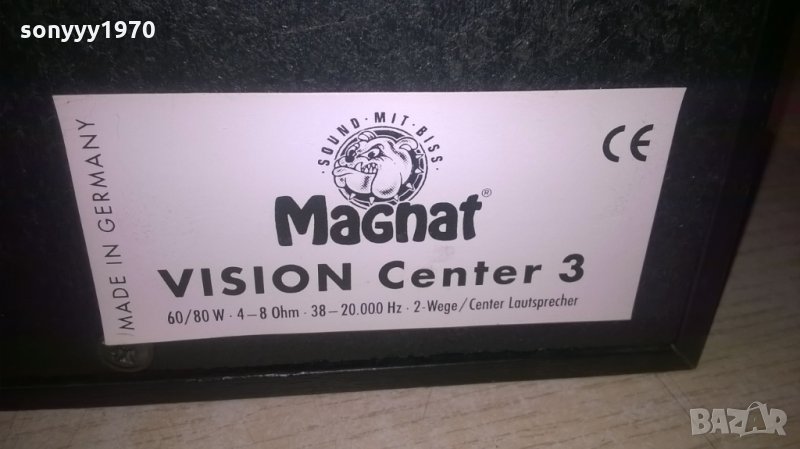 sonyyy1970
SOUND · MIT · BISS
Magnat®
VISION Center 3
60/80 W · 4–8 Ohm · 38–20.000 Hz · 2-Wege/Center Lautsprecher
MADE IN GERMANY
CE
BAZAR